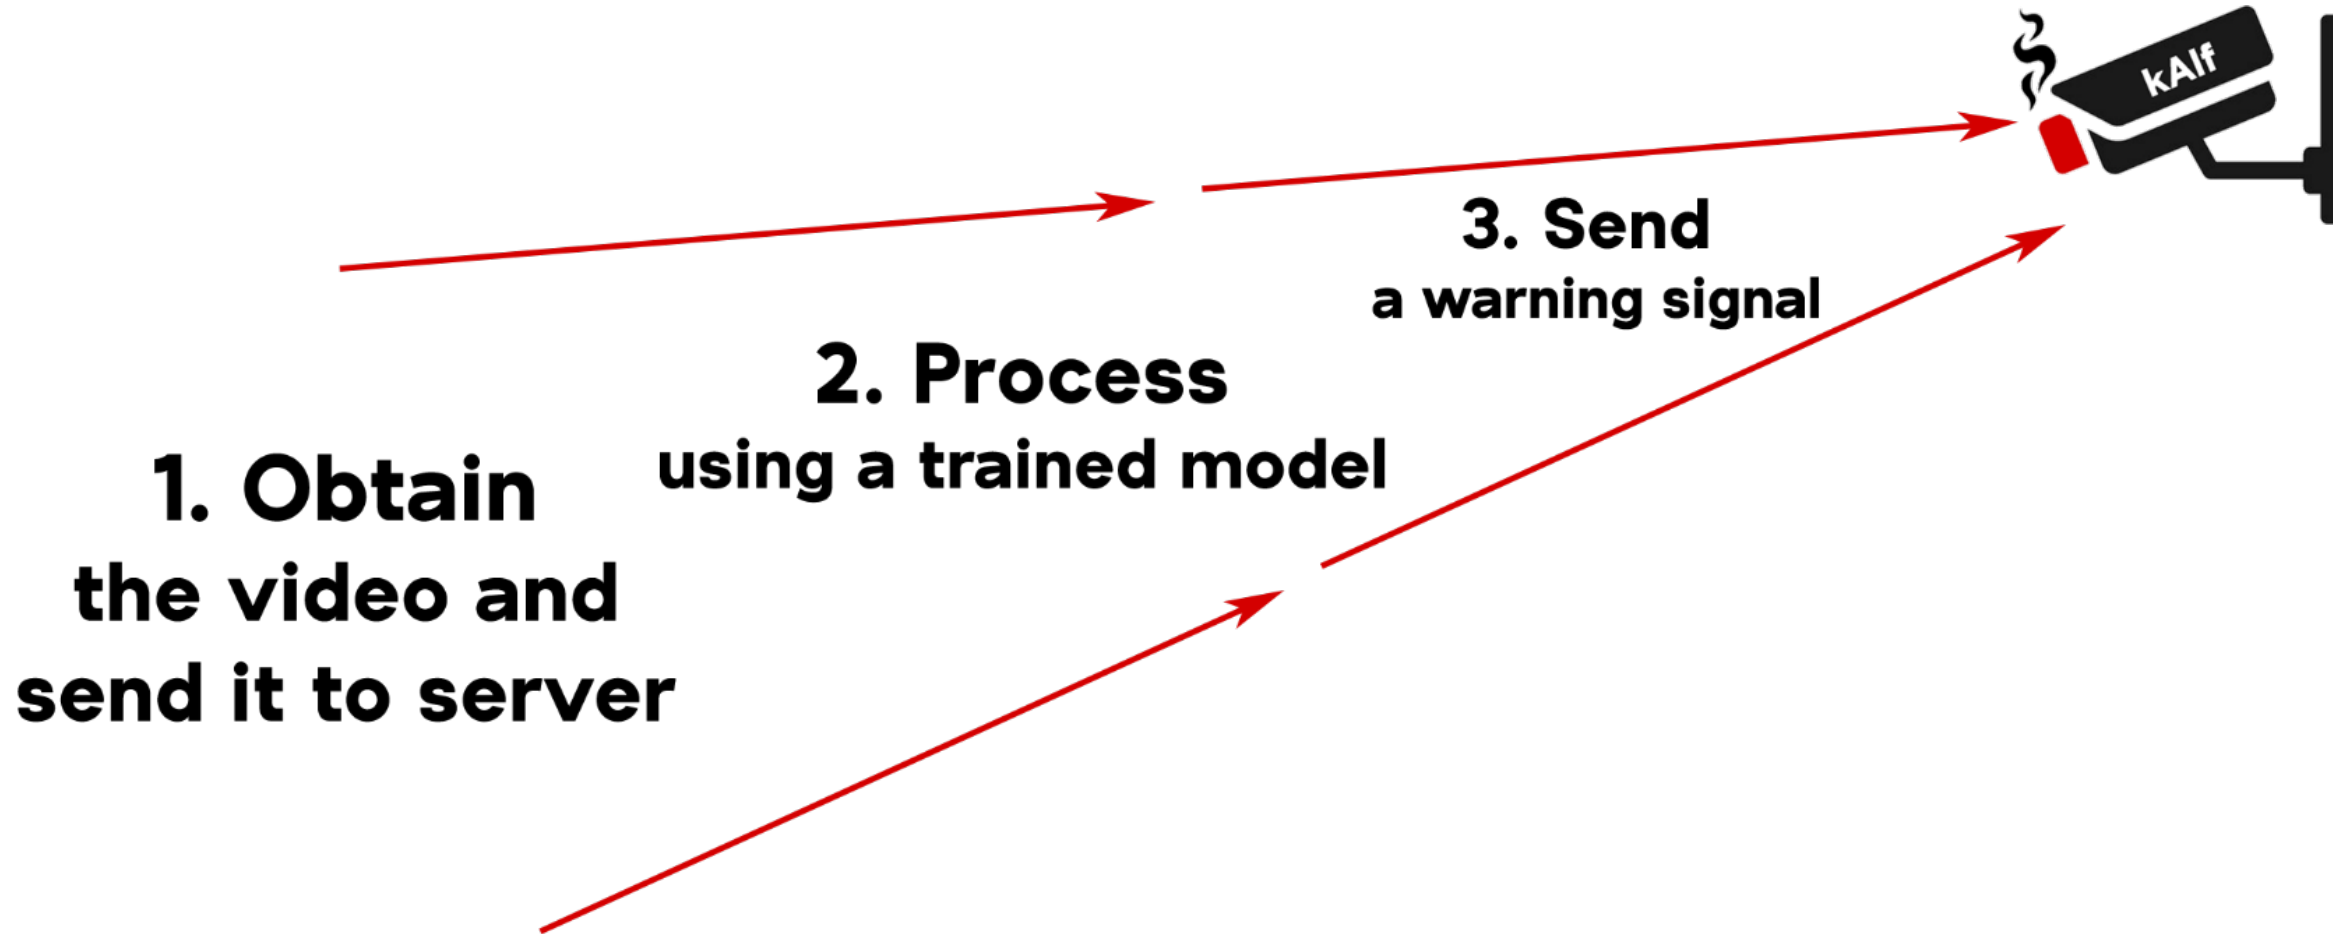 kAIf
3. Send
a warning signal
2. Process
using a trained model
1. Obtain
the video and
send it to server